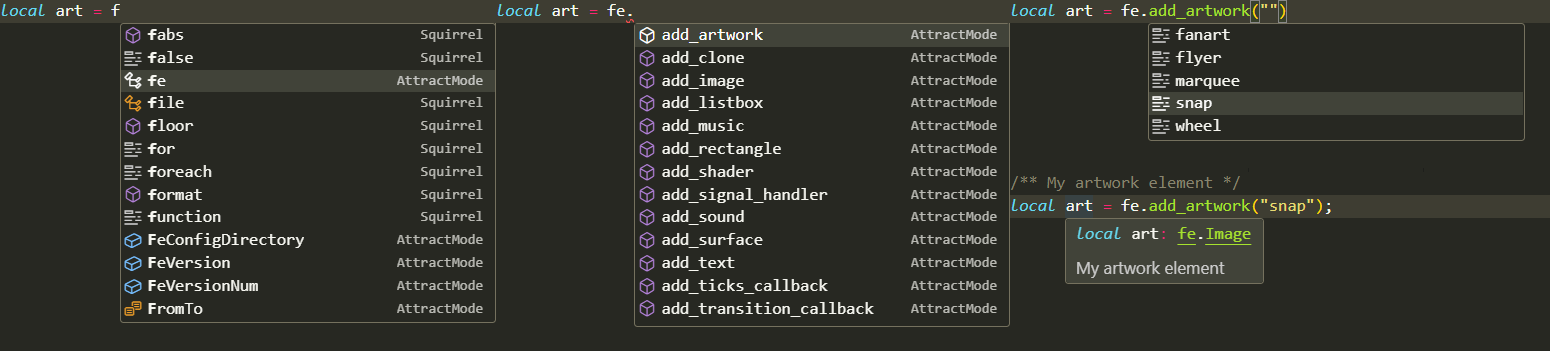 local art = f
fabs Squirrel
false Squirrel
fe AttractMode
file Squirrel
floor Squirrel
for Squirrel
foreach Squirrel
format Squirrel
function Squirrel
FeConfigDirectory AttractMode
FeVersion AttractMode
FeVersionNum AttractMode
FromTo AttractMode
local art = fe.
add_artwork AttractMode
add_clone AttractMode
add_image AttractMode
add_listbox AttractMode
add_music AttractMode
add_rectangle AttractMode
add_shader AttractMode
add_signal_handler AttractMode
add_sound AttractMode
add_surface AttractMode
add_text AttractMode
add_ticks_callback AttractMode
add_transition_callback AttractMode
local art = fe.add_artwork("")
fanart
flyer
marquee
snap
wheel
/** My artwork element */
local art = fe.add_artwork("snap");
local art: fe.Image
My artwork element